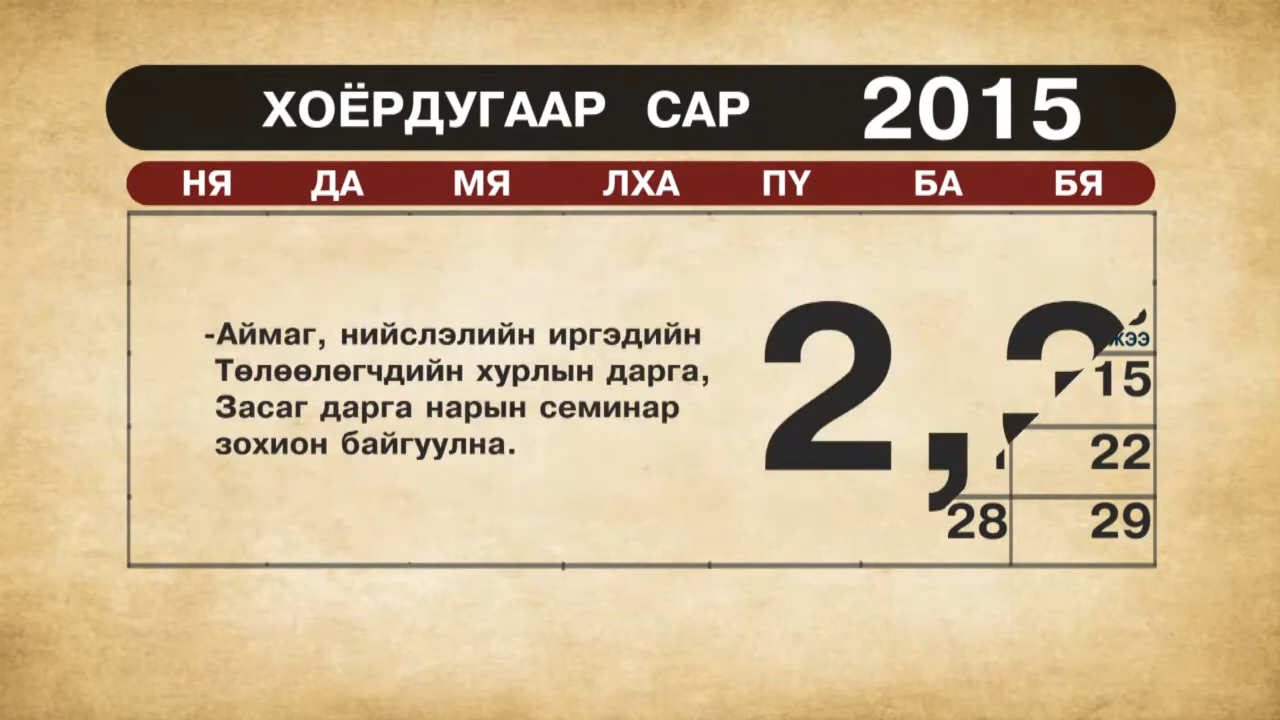 ХОЁРДУГААР САР 2015
НЯ ДА МЯ ЛХА ПҮ БА БЯ
-Аймаг, нийслэлийн иргэдийн
Төлөөлөгчдийн хурлын дарга,
Засаг дарга нарын семинар
зохион байгуулна.
2,
15
22
28 29